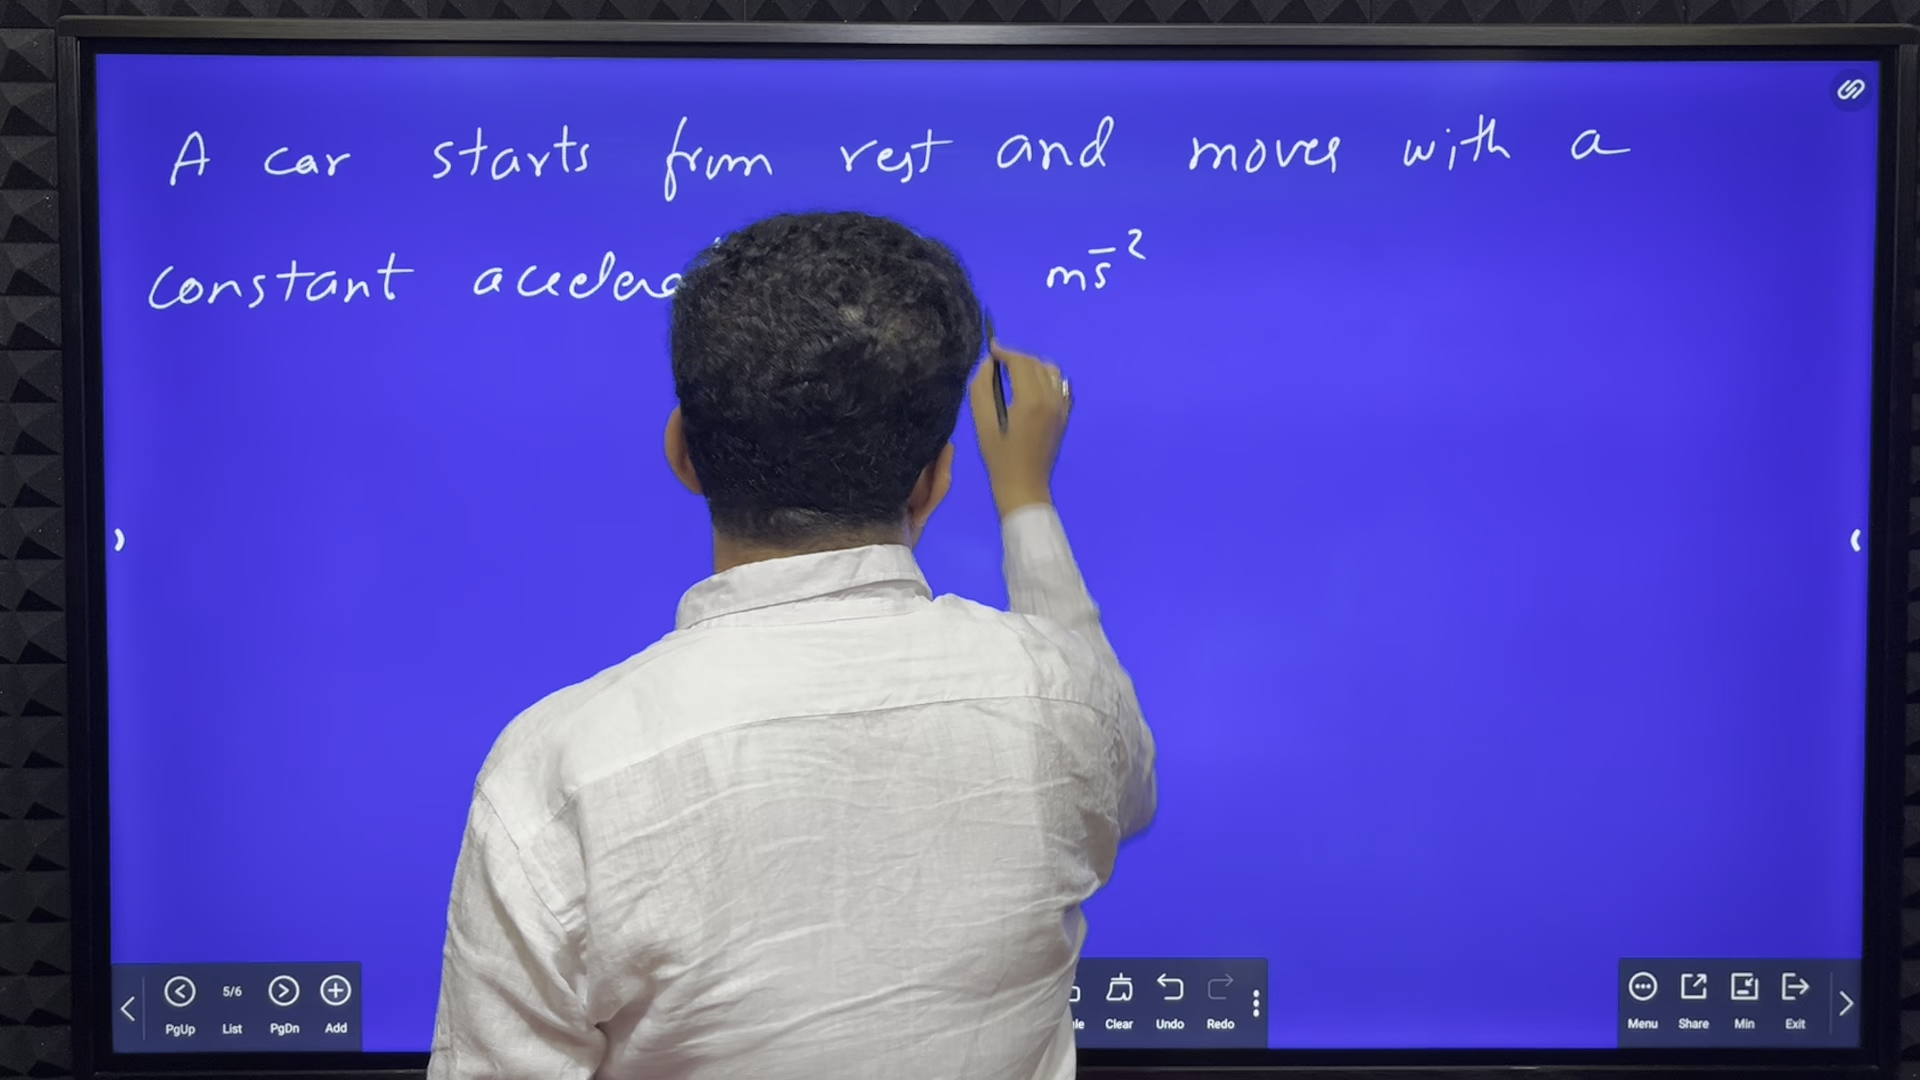 A car starts from rest and moves with a
constant
ms̄²
PgUp
5/6
List
PgDn
Add
Clear
Undo
Redo
Menu
Share
Min
Exit